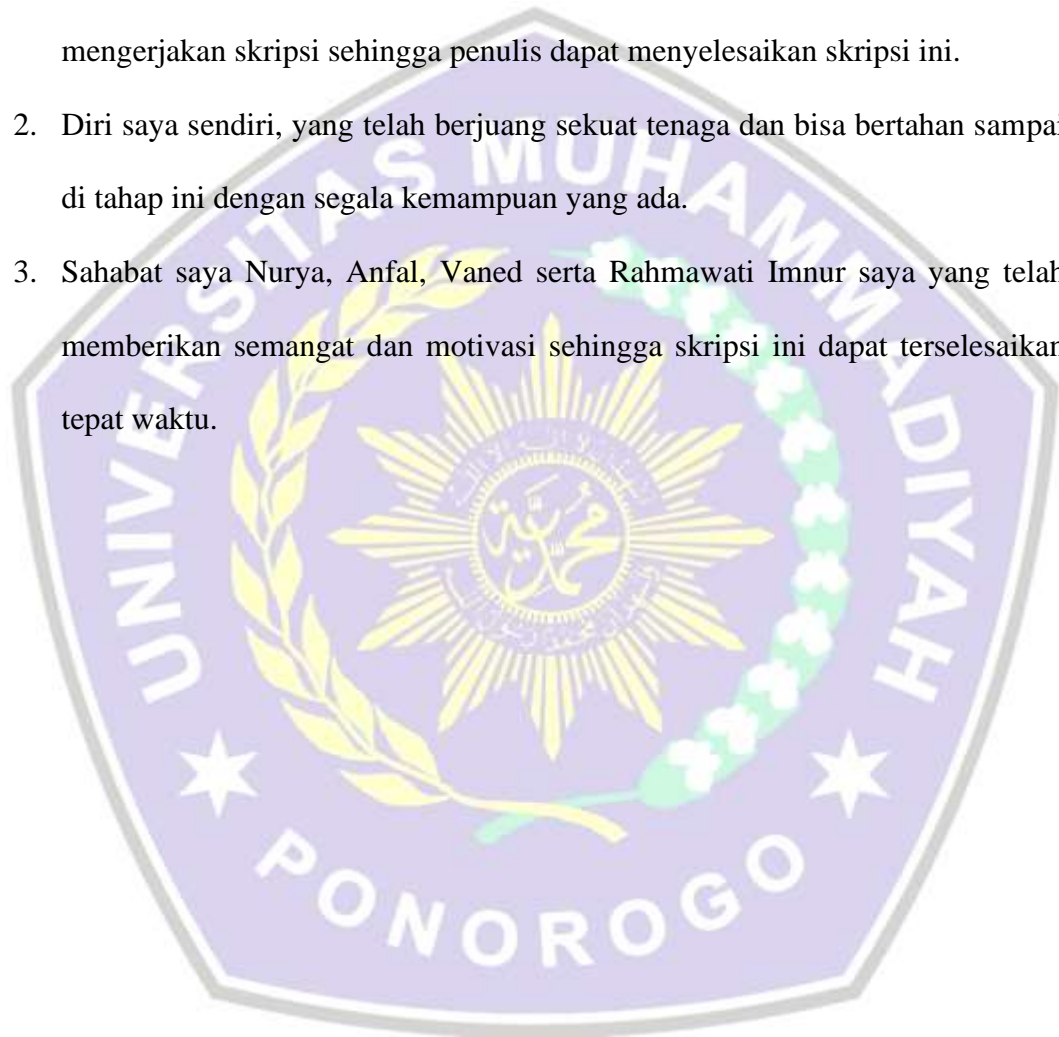 mengerjakan skripsi sehingga penulis dapat menyelesaikan skripsi ini.
2. Diri saya sendiri, yang telah berjuang sekuat tenaga dan bisa bertahan sampai
di tahap ini dengan segala kemampuan yang ada.
3. Sahabat saya Nurya, Anfal, Vaned serta Rahmawati Imnur saya yang telah
memberikan semangat dan motivasi sehingga skripsi ini dapat terselesaikan
tepat waktu.
UNIVERSITAS MUHAMMADIYAH
محمدية
PONOROGO